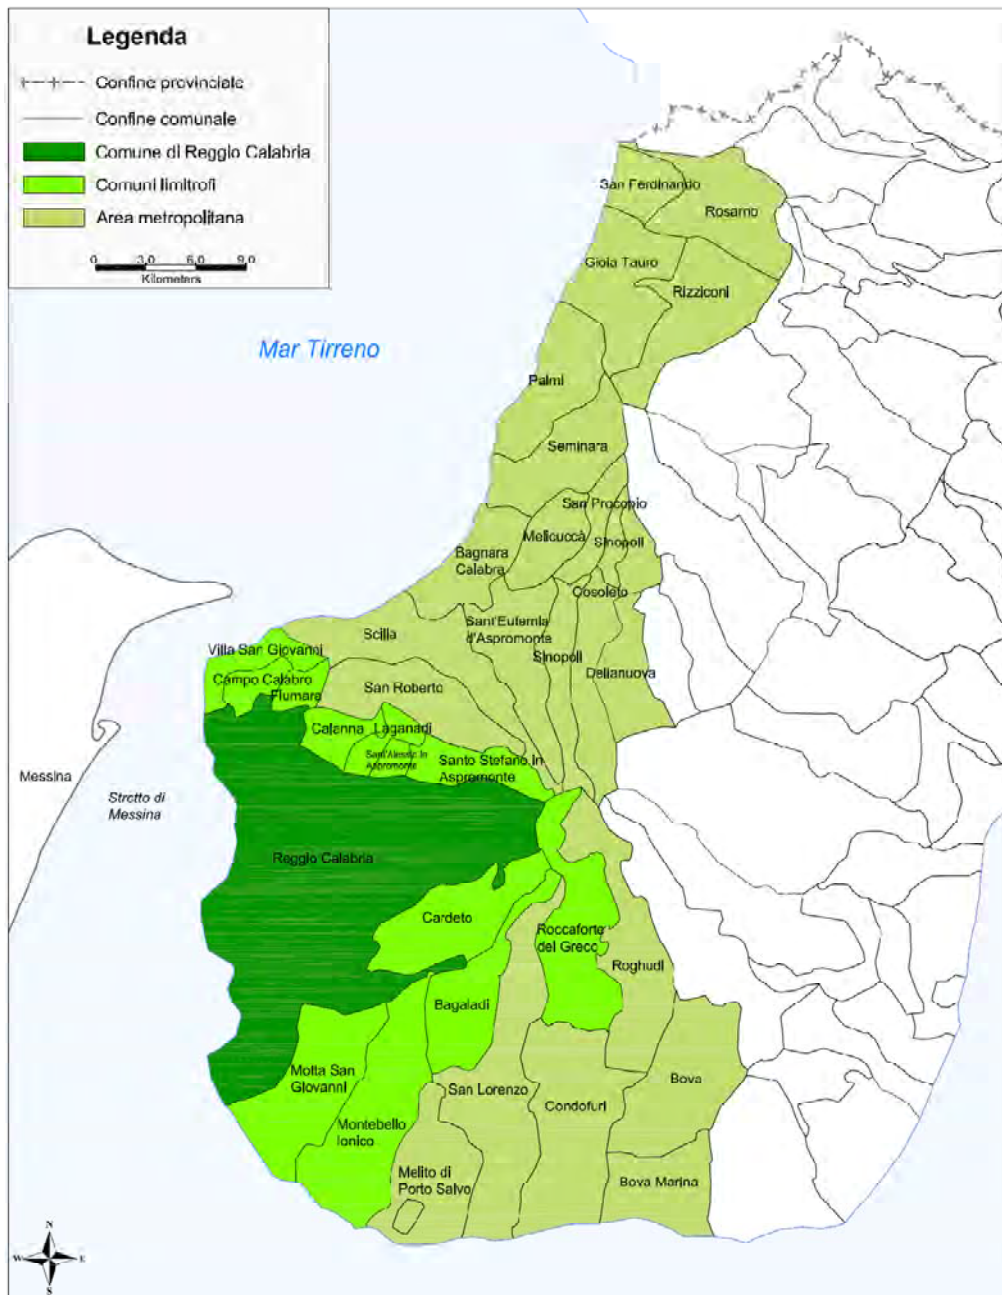 Legenda
Confine provinciale
Confine comunale
Comune di Reggio Calabria
Comuni limitrofi
Area metropolitana
0 3,0 6,0 9,0
Kilometers
San Ferdinando
Rosarno
Gioia Tauro
Rizziconi
Mar Tirreno
Palmi
Seminara
San Procopio
Melicuccà
Sinopoli
Bagnara
Calabra
Cosoleto
Sant'Eufemia
d'Aspromonte
Scilla
Villa San Giovanni
Sinopoli
Delianuova
Campo Calabro
Fiumara
San Roberto
Calanna
Laganadi
Sant'Alessio in
Aspromonte
Santo Stefano in
Aspromonte
Messina
Stretto di
Messina
Reggio Calabria
Cardeto
Roccaforte
del Greco
Roghudi
Bagaladi
Motta San
Giovanni
San Lorenzo
Bova
Condofuri
Montebello
Ionico
Melito di
Porto Salvo
Bova Marina
N
W E
S